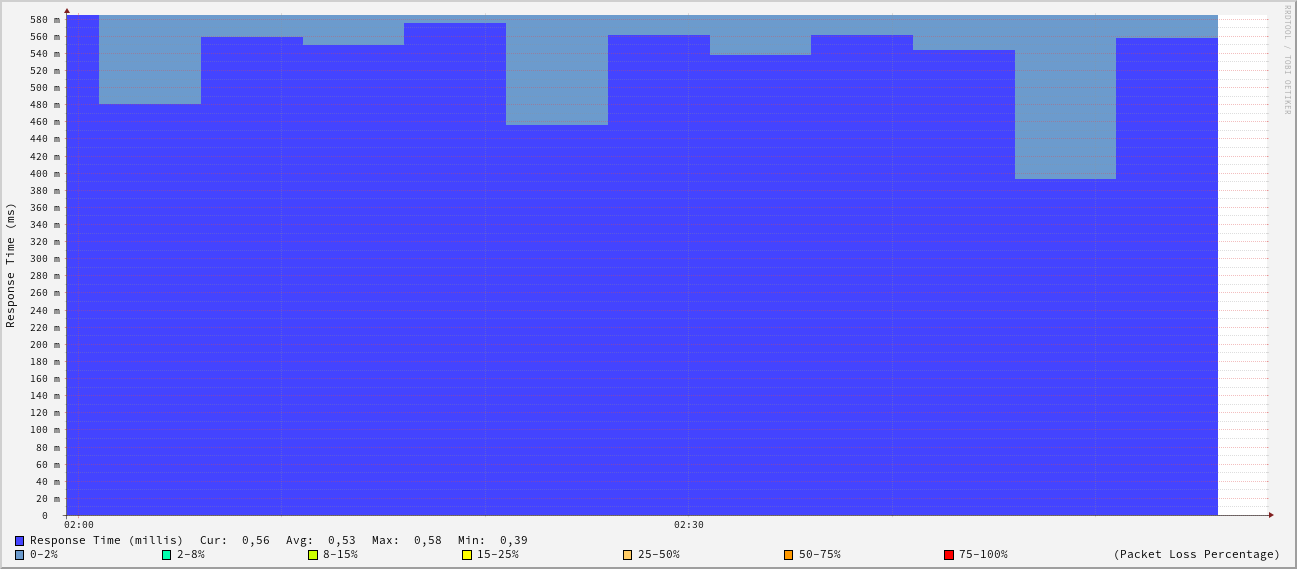 RRDTOOL / TOBI OETIKER
Response Time (ms)
580 m
560 m
540 m
520 m
500 m
480 m
460 m
440 m
420 m
400 m
380 m
360 m
340 m
320 m
300 m
280 m
260 m
240 m
220 m
200 m
180 m
160 m
140 m
120 m
100 m
80 m
60 m
40 m
20 m
0
02:00 02:30
Response Time (millis) Cur: 0,56 Avg: 0,53 Max: 0,58 Min: 0,39
0-2% 2-8% 8-15% 15-25% 25-50% 50-75% 75-100% (Packet Loss Percentage)